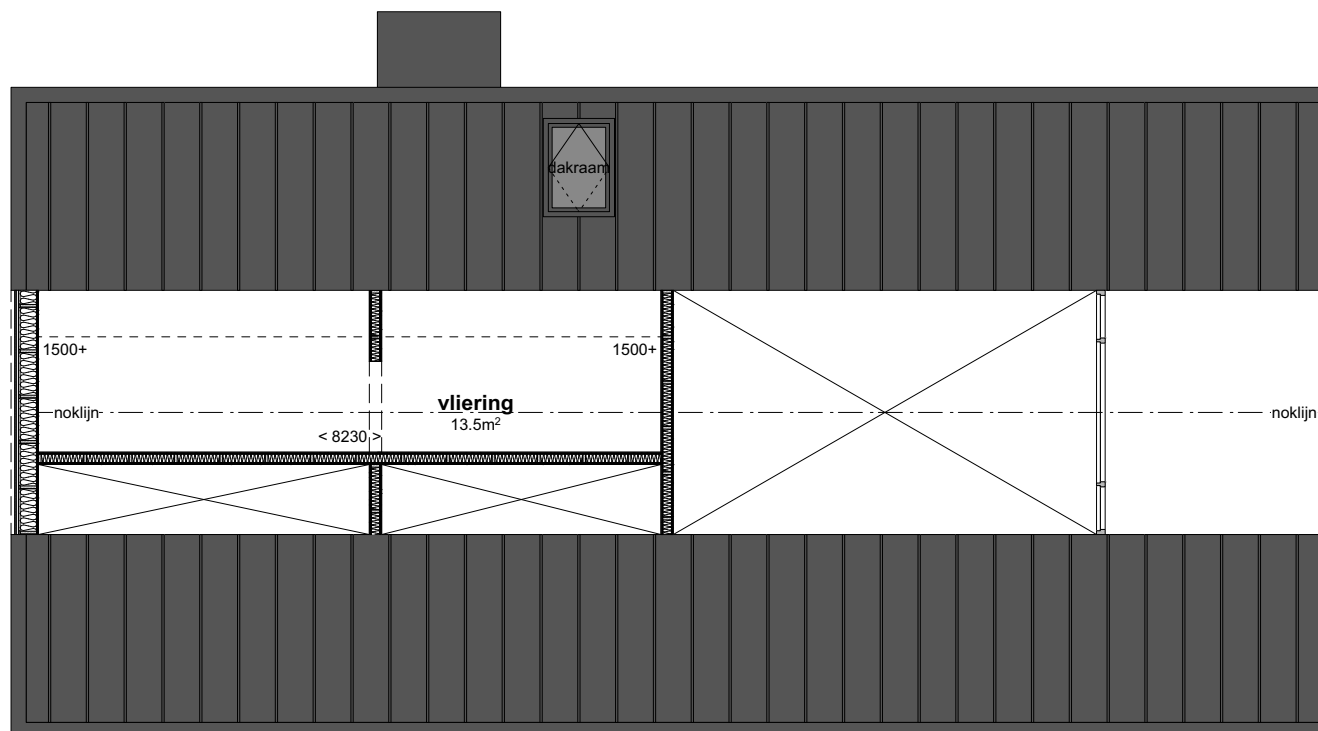 dakraam
1500+
1500+
noklijn
vliering
13.5m²
noklijn
< 8230 >